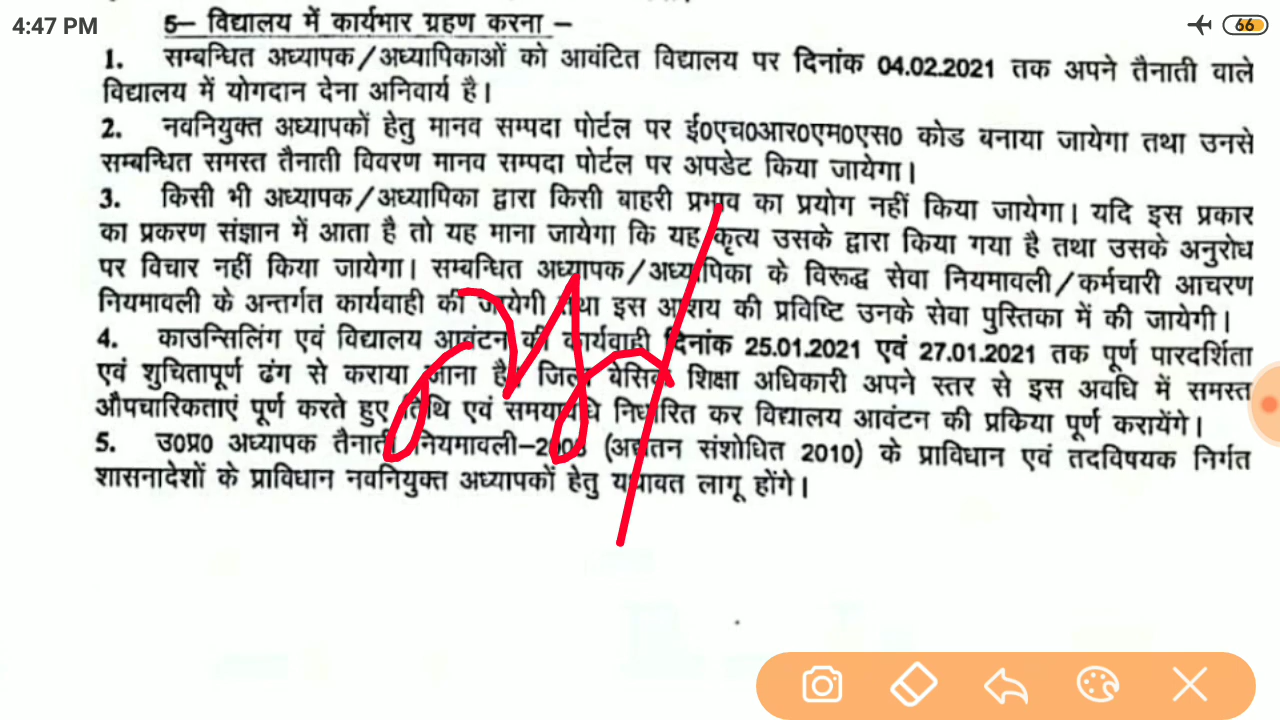 4:47 PM
66
5– विद्यालय में कार्यभार ग्रहण करना –
1. सम्बन्धित अध्यापक/अध्यापिकाओं को आवंटित विद्यालय पर दिनांक 04.02.2021 तक अपने तैनाती वाले
विद्यालय में योगदान देना अनिवार्य है।
2. नवनियुक्त अध्यापकों हेतु मानव सम्पदा पोर्टल पर ई0एच0आर0एम0एस0 कोड बनाया जायेगा तथा उनसे
सम्बन्धित समस्त तैनाती विवरण मानव सम्पदा पोर्टल पर अपडेट किया जायेगा।
3. किसी भी अध्यापक/अध्यापिका द्वारा किसी बाहरी प्रभाव का प्रयोग नहीं किया जायेगा। यदि इस प्रकार
का प्रकरण संज्ञान में आता है तो यह माना जायेगा कि यह कृत्य उसके द्वारा किया गया है तथा उसके अनुरोध
पर विचार नहीं किया जायेगा। सम्बन्धित अध्यापक/अध्यापिका के विरूद्ध सेवा नियमावली/कर्मचारी आचरण
नियमावली के अन्तर्गत कार्यवाही की जायेगी तथा इस आशय की प्रविष्टि उनके सेवा पुस्तिका में की जायेगी।
4. काउन्सिलिंग एवं विद्यालय आवंटन की कार्यवाही दिनांक 25.01.2021 एवं 27.01.2021 तक पूर्ण पारदर्शिता
एवं शुचितापूर्ण ढंग से कराया जाना है। जिला बेसिक शिक्षा अधिकारी अपने स्तर से इस अवधि में समस्त
औपचारिकताएं पूर्ण करते हुए तिथि एवं समयावधि निर्धारित कर विद्यालय आवंटन की प्रकिया पूर्ण करायेंगे।
5. उ0प्र0 अध्यापक तैनाती नियमावली–2008 (अद्यतन संशोधित 2010) के प्राविधान एवं तदविषयक निर्गत
शासनादेशों के प्राविधान नवनियुक्त अध्यापकों हेतु यथावत लागू होंगे।